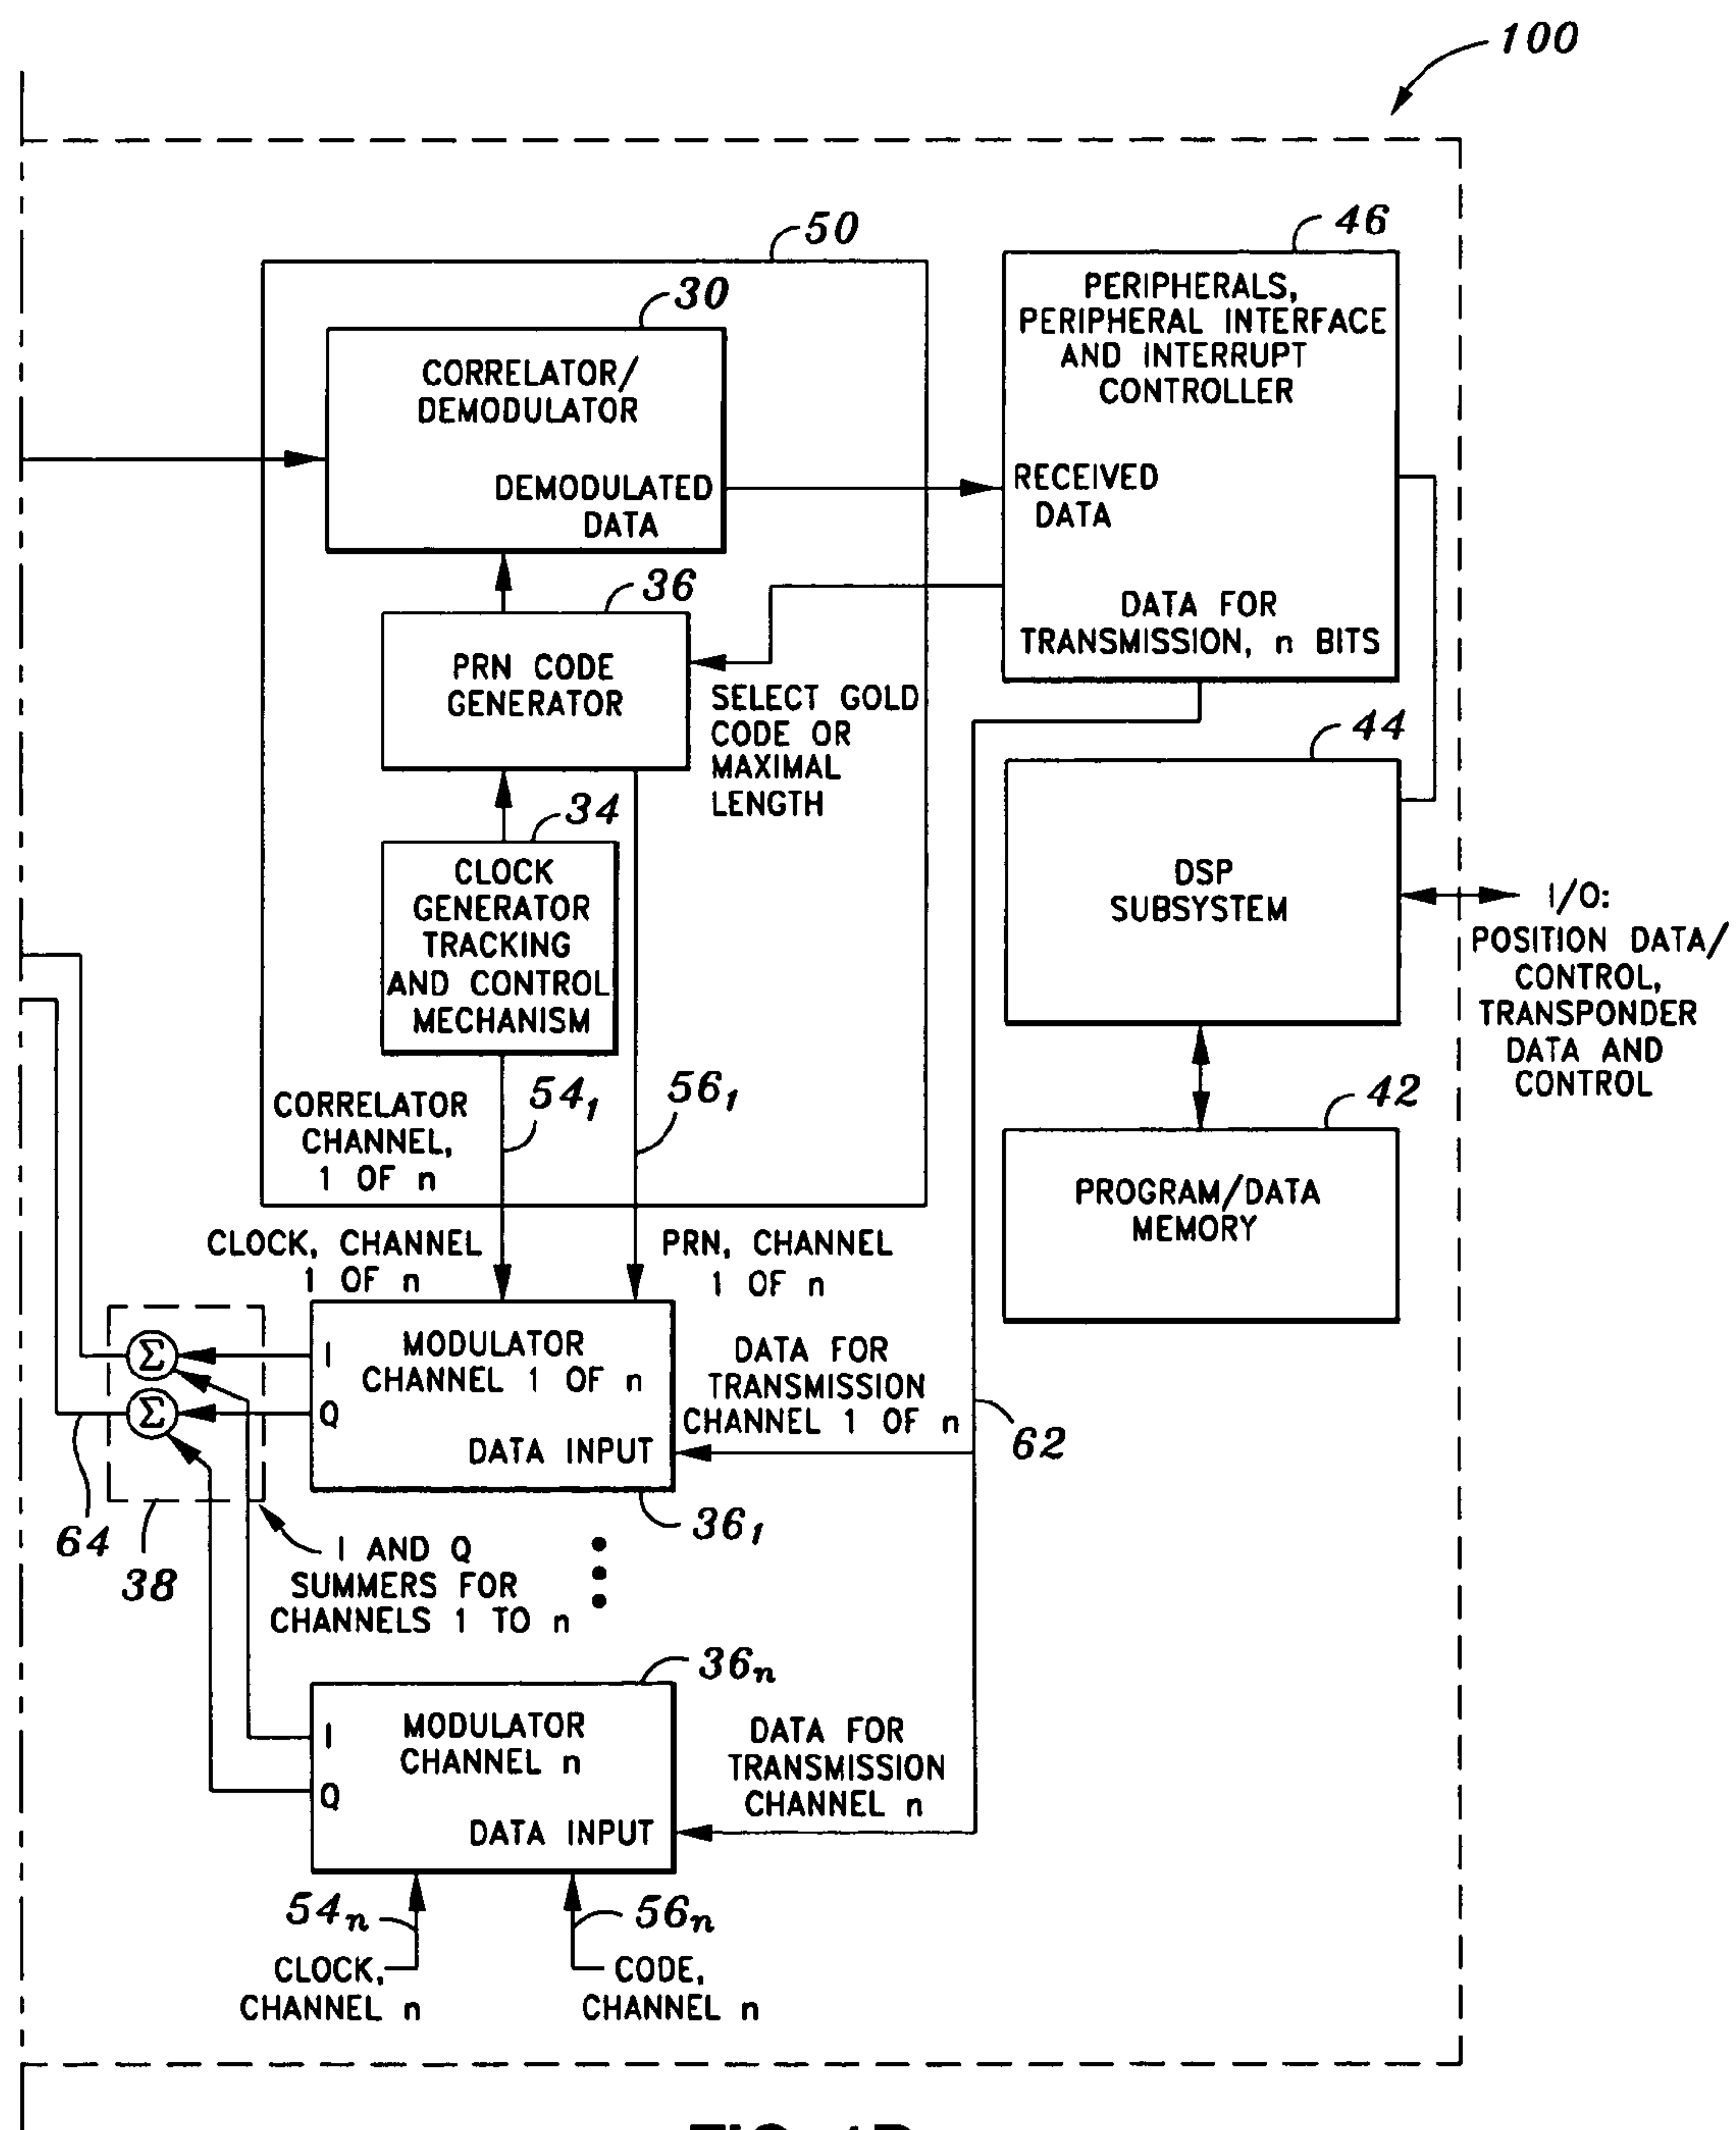 100
50
46
30
PERIPHERALS,
PERIPHERAL INTERFACE
AND INTERRUPT
CONTROLLER
CORRELATOR/
DEMODULATOR
DEMODULATED
DATA
RECEIVED
DATA
36
DATA FOR
TRANSMISSION, n BITS
PRN CODE
GENERATOR
SELECT GOLD
CODE OR
MAXIMAL
LENGTH
44
34
CLOCK
GENERATOR
TRACKING
AND CONTROL
MECHANISM
DSP
SUBSYSTEM
I/O:
POSITION DATA/
CONTROL,
TRANSPONDER
DATA AND
CONTROL
54₁
56₁
42
CORRELATOR
CHANNEL,
1 OF n
PROGRAM/DATA
MEMORY
CLOCK, CHANNEL
1 OF n
PRN, CHANNEL
1 OF n
Σ
Σ
I
Q
MODULATOR
CHANNEL 1 OF n
DATA INPUT
DATA FOR
TRANSMISSION
CHANNEL 1 OF n
62
36₁
64
38
I AND Q
SUMMERS FOR
CHANNELS 1 TO n
36ₙ
I
Q
MODULATOR
CHANNEL n
DATA INPUT
DATA FOR
TRANSMISSION
CHANNEL n
54ₙ
56ₙ
CLOCK,
CHANNEL n
CODE,
CHANNEL n